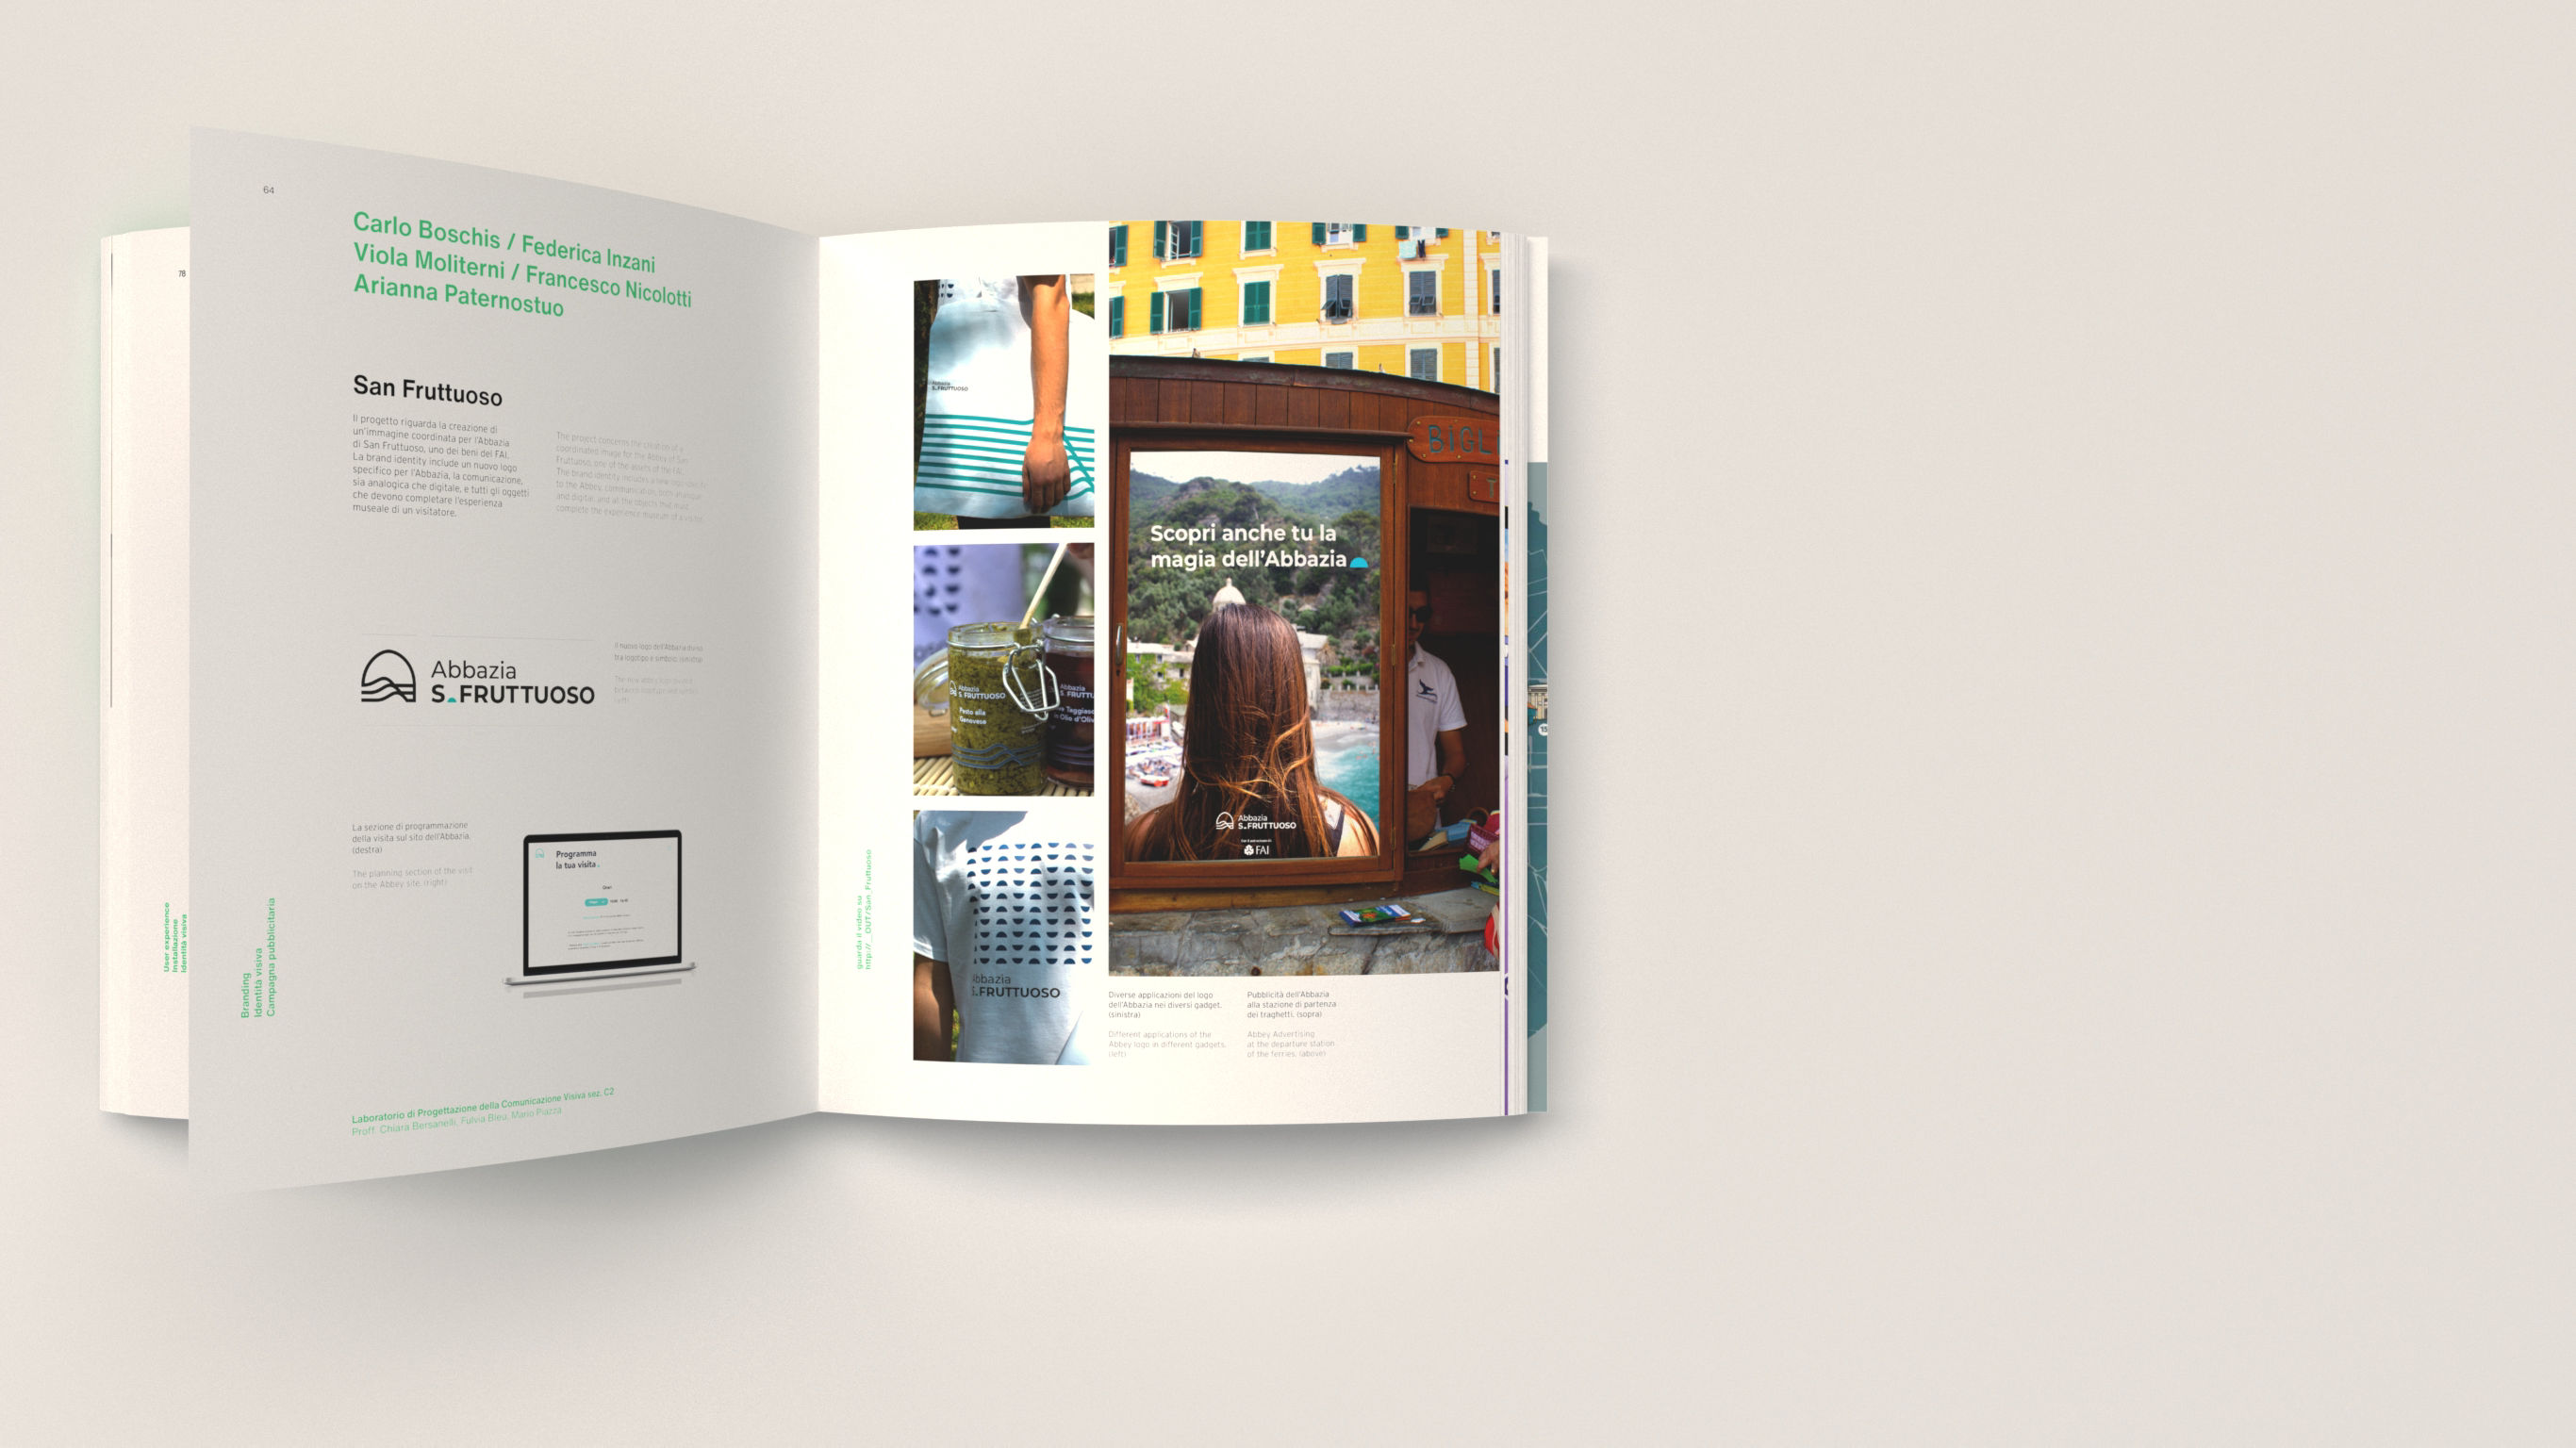 78
User experience
Installazione
Identità visiva
64
Carlo Boschis / Federica Inzani
Viola Moliterni / Francesco Nicolotti
Arianna Paternostuo
San Fruttuoso
Il progetto riguarda la creazione di
un'immagine coordinata per l'Abbazia
di San Fruttuoso, uno dei beni del FAI.
La brand identity include un nuovo logo
specifico per l'Abbazia, la comunicazione,
sia analogica che digitale, e tutti gli oggetti
che devono completare l'esperienza
museale di un visitatore.
The project concerns the creation of a
coordinated image for the Abbey of San
Fruttuoso, one of the assets of the FAI.
The brand identity includes a new logo
to the Abbey, communication, both analogue
and digital, and all the objects that must
complete the experience museum of a visitor
Abbazia
S.FRUTTUOSO
Il nuovo logo dell'Abbazia
tra logotipo e simbolo.
La sezione di programmazione
della visita sul sito dell'Abbazia.
(destra)
The planning section of the visit
on the Abbey site. (right)
Programma
la tua visita.
Branding
Identità visiva
Campagna pubblicitaria
Laboratorio di Progettazione della Comunicazione Visiva sez. C2
Proff. Chiara Bersanelli, Fulvia Bleu, Mario Piazza
guarda il video su
http://__OUT/San_Fruttuoso
Abbazia
S.FRUTTUOSO
Abbazia
S.FRUTTUOSO
Pesto alla
Genovese
Abbazia
S.FRUTTU
Taggiasc
in Olio d'Oliv
Abbazia
S.FRUTTUOSO
BIGL
T
Scopri anche tu la
magia dell'Abbazia
Abbazia
S.FRUTTUOSO
FAI
Diverse applicazioni del logo
dell'Abbazia nei diversi gadget.
(sinistra)
Different applications of the
Abbey logo in different gadgets.
(left)
Pubblicità dell'Abbazia
alla stazione di partenza
dei traghetti. (sopra)
Abbey Advertising
at the departure station
of the ferries. (above)